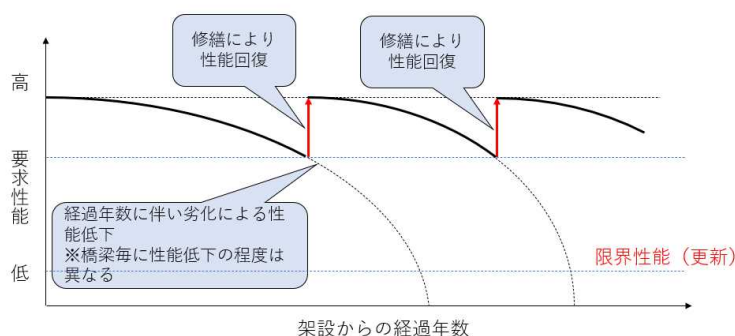 修繕により
性能回復
修繕により
性能回復
高
要求性能
低
経過年数に伴い劣化による性
能低下
※橋梁毎に性能低下の程度は
異なる
限界性能（更新）
架設からの経過年数